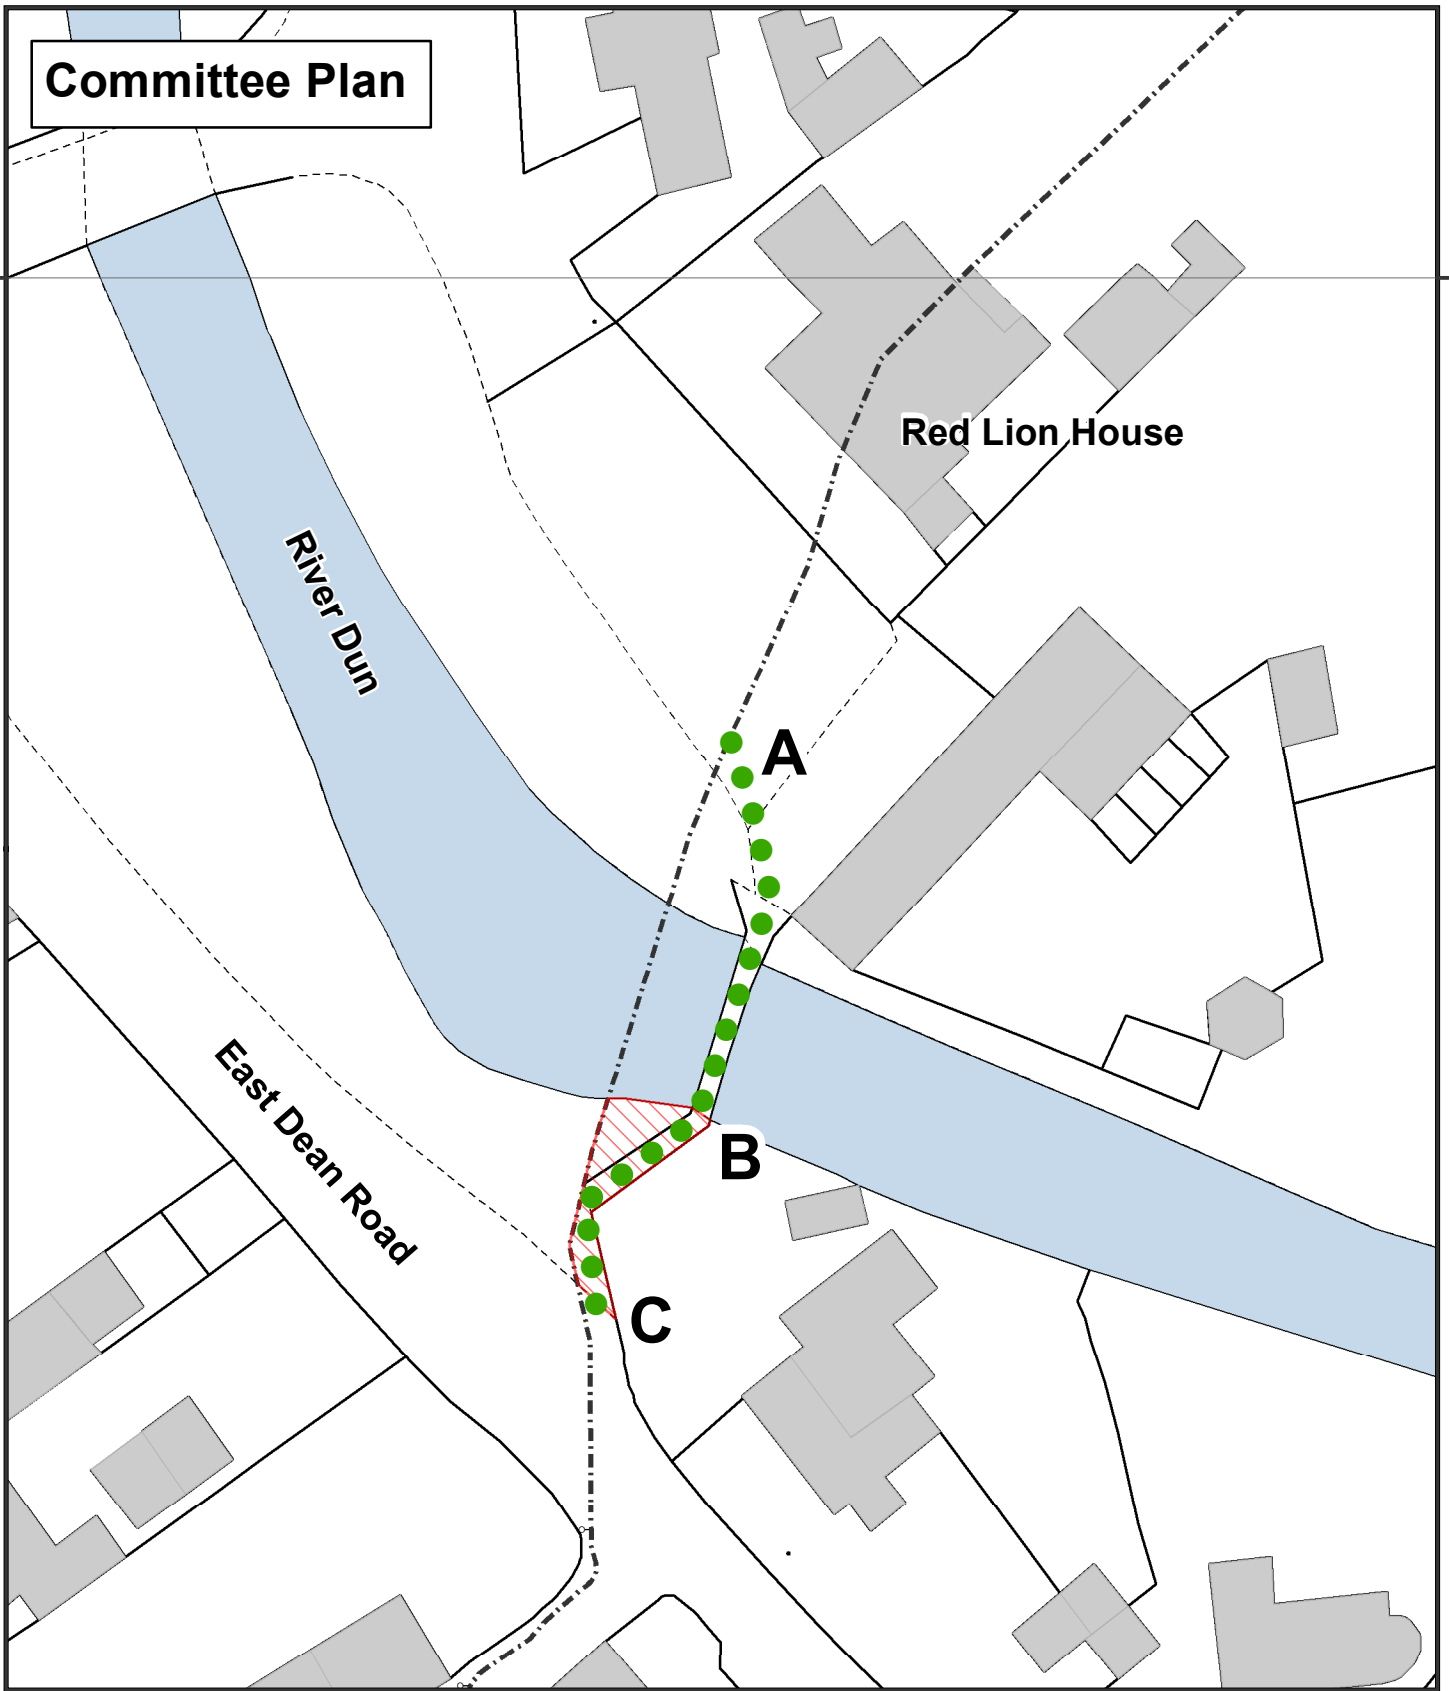 Committee Plan
Red Lion House
River Dun
A
East Dean Road
B
C